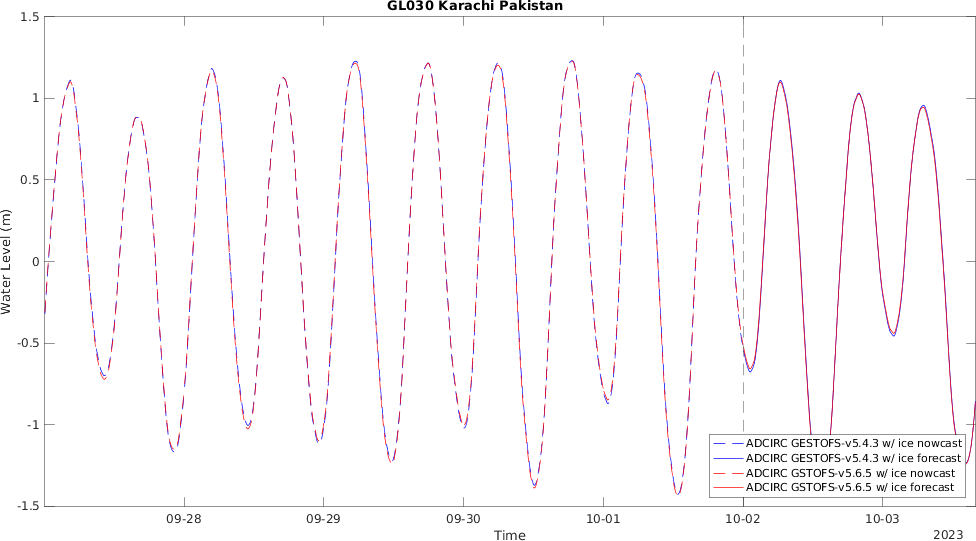 GL030 Karachi Pakistan
Water Level (m)
1.5
1
0.5
0
-0.5
-1
-1.5
ADCIRC GESTOFS-v5.4.3 w/ ice nowcast
ADCIRC GESTOFS-v5.4.3 w/ ice forecast
ADCIRC GSTOFS-v5.6.5 w/ ice nowcast
ADCIRC GSTOFS-v5.6.5 w/ ice forecast
09-28 09-29 09-30 10-01 10-02 10-03
Time
2023